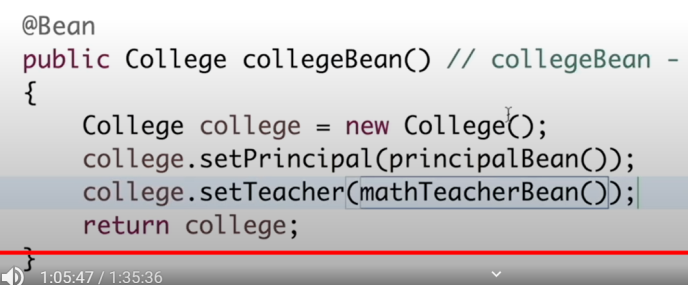 @Bean
public College collegeBean() // collegeBean -
{
College college = new College();
college.setPrincipal(principalBean());
college.setTeacher(mathTeacherBean());
return college;
}
1:05:47 / 1:35:36